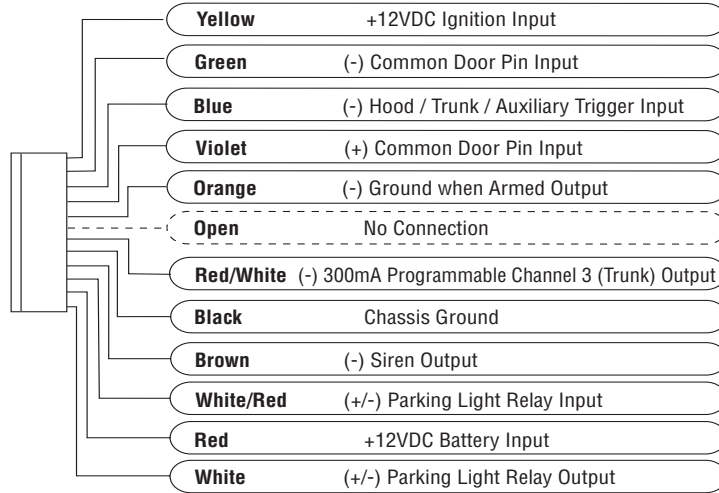 Yellow +12VDC Ignition Input
Green (-) Common Door Pin Input
Blue (-) Hood / Trunk / Auxiliary Trigger Input
Violet (+) Common Door Pin Input
Orange (-) Ground when Armed Output
Open No Connection
Red/White (-) 300mA Programmable Channel 3 (Trunk) Output
Black Chassis Ground
Brown (-) Siren Output
White/Red (+/-) Parking Light Relay Input
Red +12VDC Battery Input
White (+/-) Parking Light Relay Output